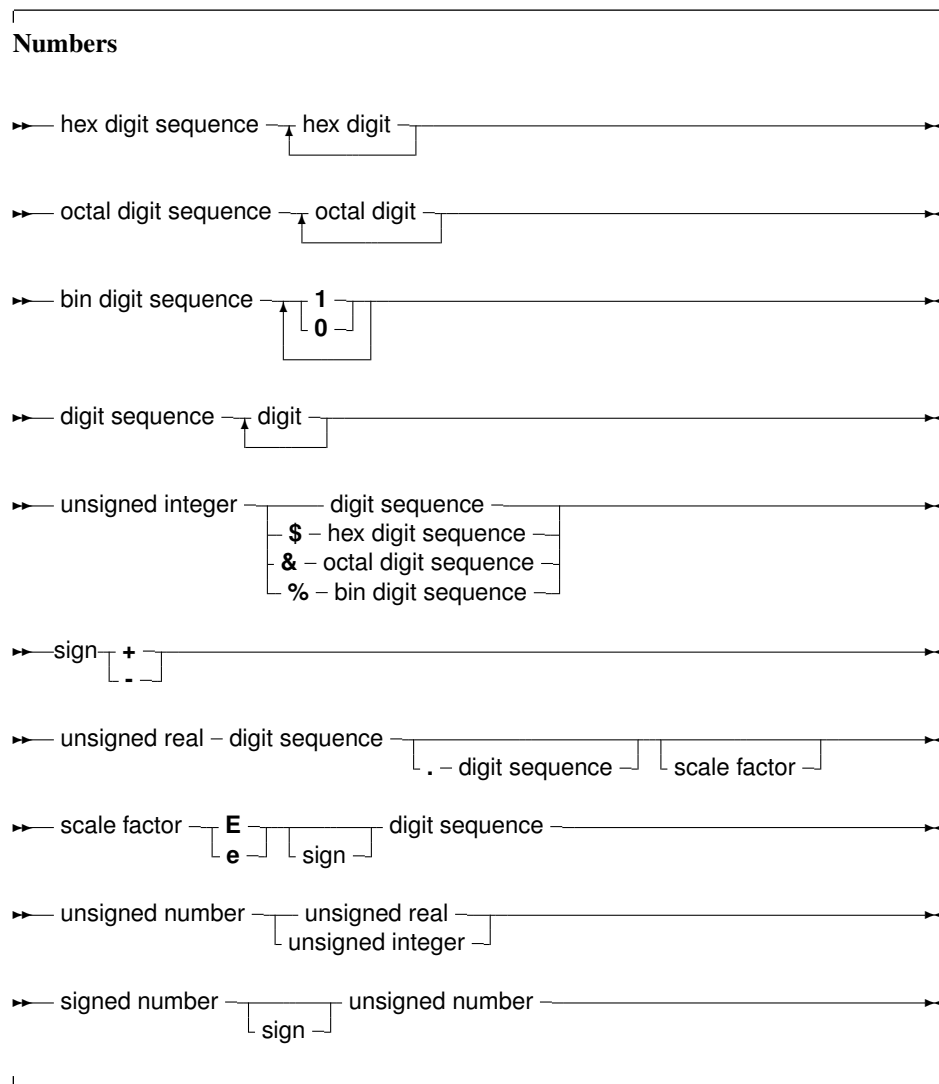 Numbers
hex digit sequence hex digit
octal digit sequence octal digit
bin digit sequence 1
0
digit sequence digit
unsigned integer digit sequence
$ hex digit sequence
& octal digit sequence
% bin digit sequence
sign +
-
unsigned real digit sequence
. digit sequence scale factor
scale factor E digit sequence
e sign
unsigned number unsigned real
unsigned integer
signed number unsigned number
sign